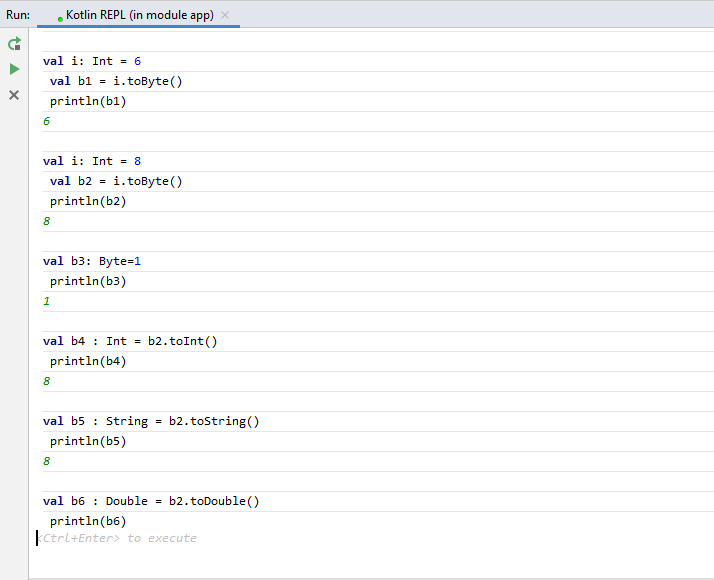 Run: Kotlin REPL (in module app)
val i: Int = 6
val b1 = i.toByte()
println(b1)
6
val i: Int = 8
val b2 = i.toByte()
println(b2)
8
val b3: Byte=1
println(b3)
1
val b4 : Int = b2.toInt()
println(b4)
8
val b5 : String = b2.toString()
println(b5)
8
val b6 : Double = b2.toDouble()
println(b6)
<Ctrl+Enter> to execute